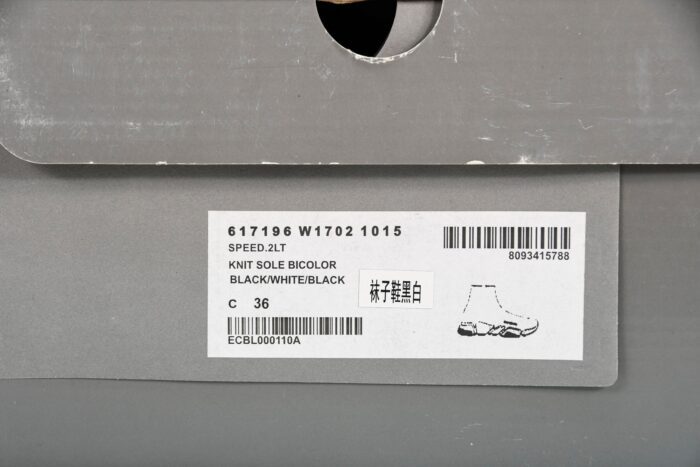 617196 W1702 1015
SPEED.2LT
KNIT SOLE BICOLOR
BLACK/WHITE/BLACK
C 36
ECBL000110A
8093415788
袜子鞋黑白